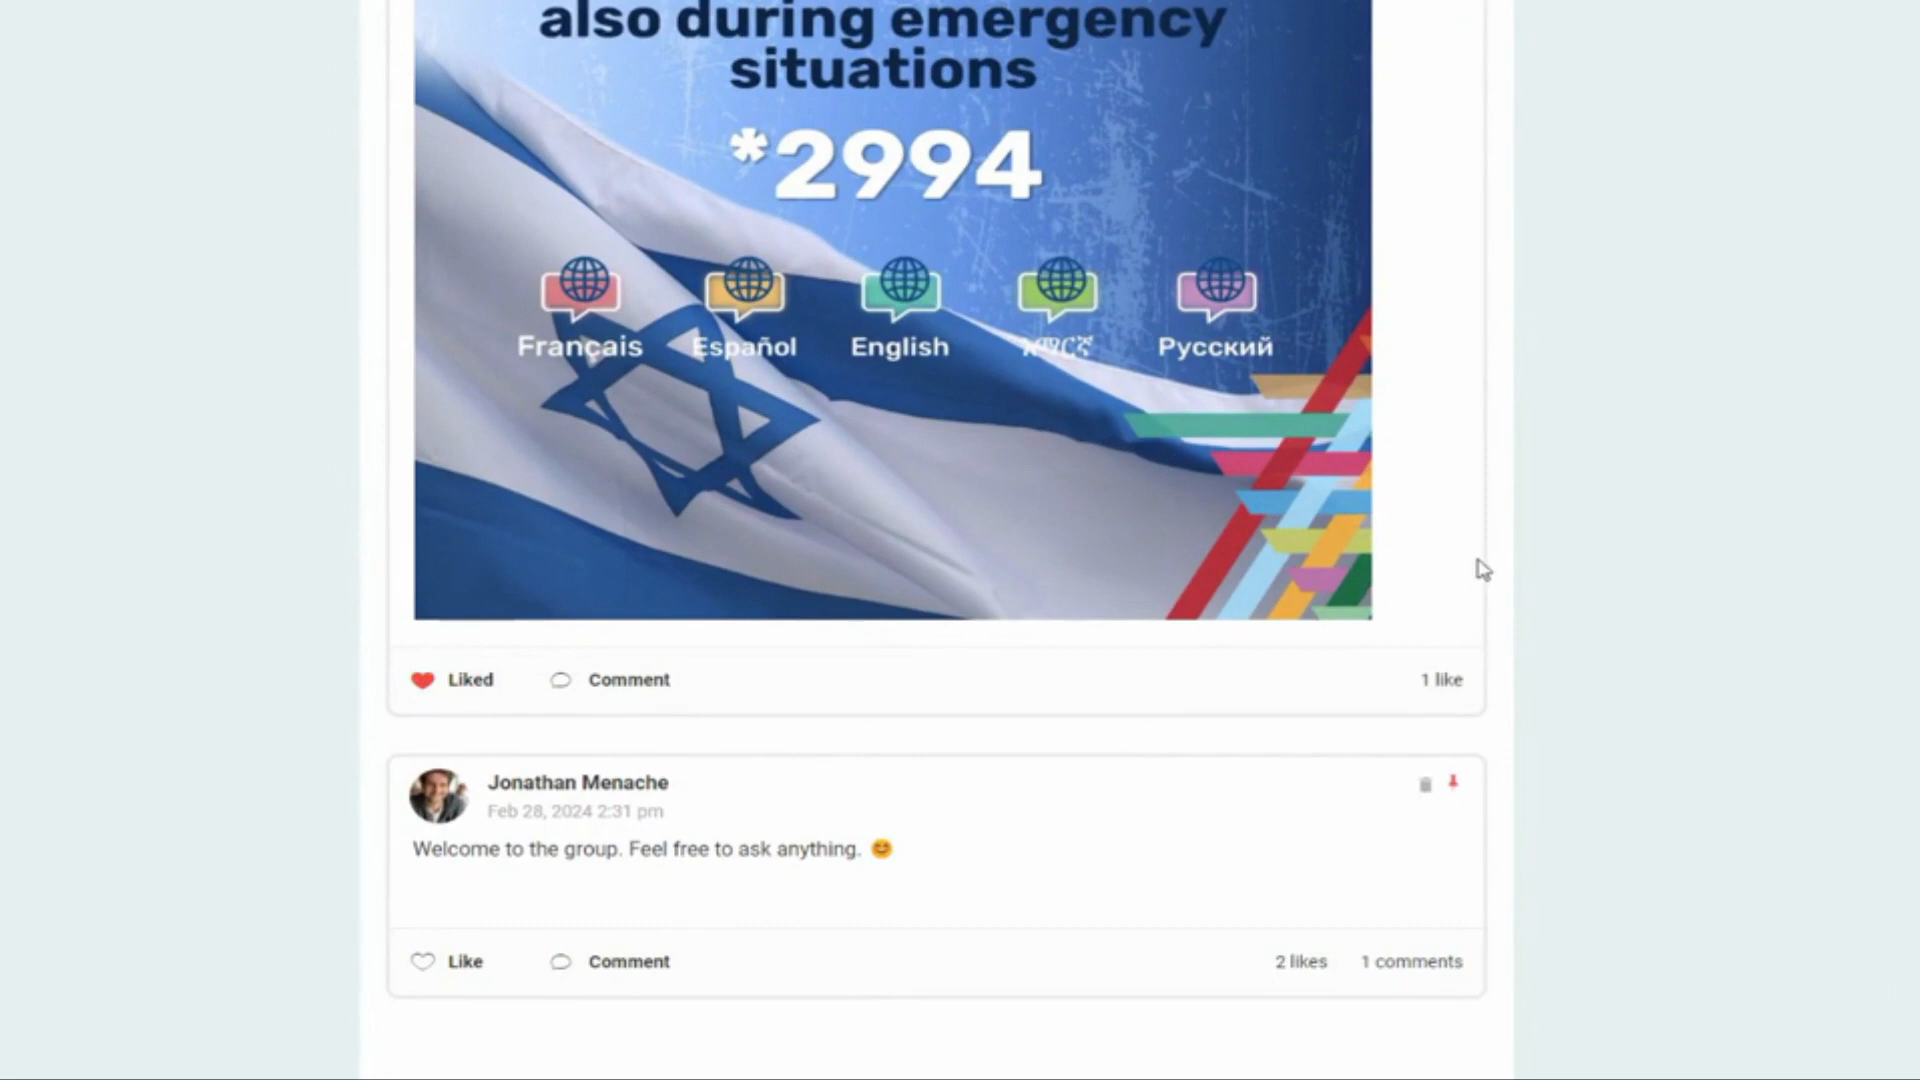 also during emergency
situations
*2994
Français Español English አማርኛ Русский
Liked Comment 1 like
Jonathan Menache
Feb 28, 2024 2:31 pm
Welcome to the group. Feel free to ask anything. 😊
Like Comment 2 likes 1 comments